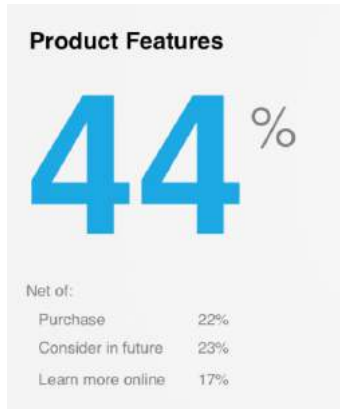 Product Features
44%
Net of:
Purchase 22%
Consider in future 23%
Learn more online 17%